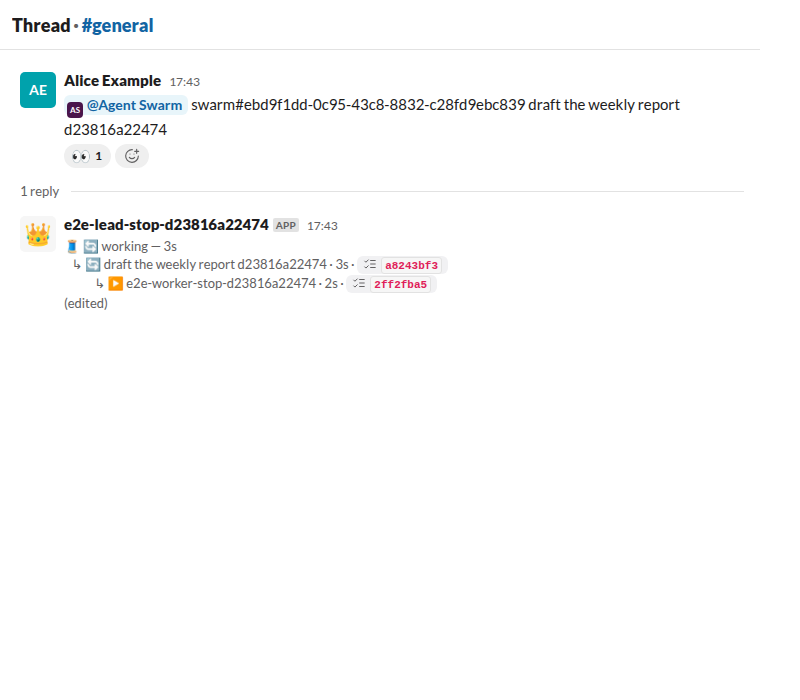 Thread · #general
AE
Alice Example 17:43
AS @Agent Swarm swarm#ebd9f1dd-0c95-43c8-8832-c28fd9ebc839 draft the weekly report
d23816a22474
1
1 reply
e2e-lead-stop-d23816a22474 APP 17:43
working — 3s
↳ draft the weekly report d23816a22474 · 3s · a8243bf3
↳ e2e-worker-stop-d23816a22474 · 2s · 2ff2fba5
(edited)